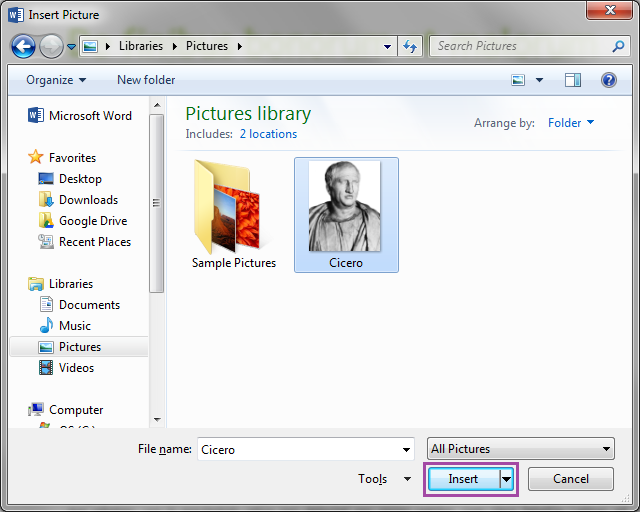 Insert Picture
Libraries Pictures
Search Pictures
Organize New folder
Microsoft Word
Favorites
Desktop
Downloads
Google Drive
Recent Places
Libraries
Documents
Music
Pictures
Videos
Computer
Pictures library
Includes: 2 locations
Arrange by: Folder
Sample Pictures
Cicero
File name: Cicero
All Pictures
Tools
Insert
Cancel